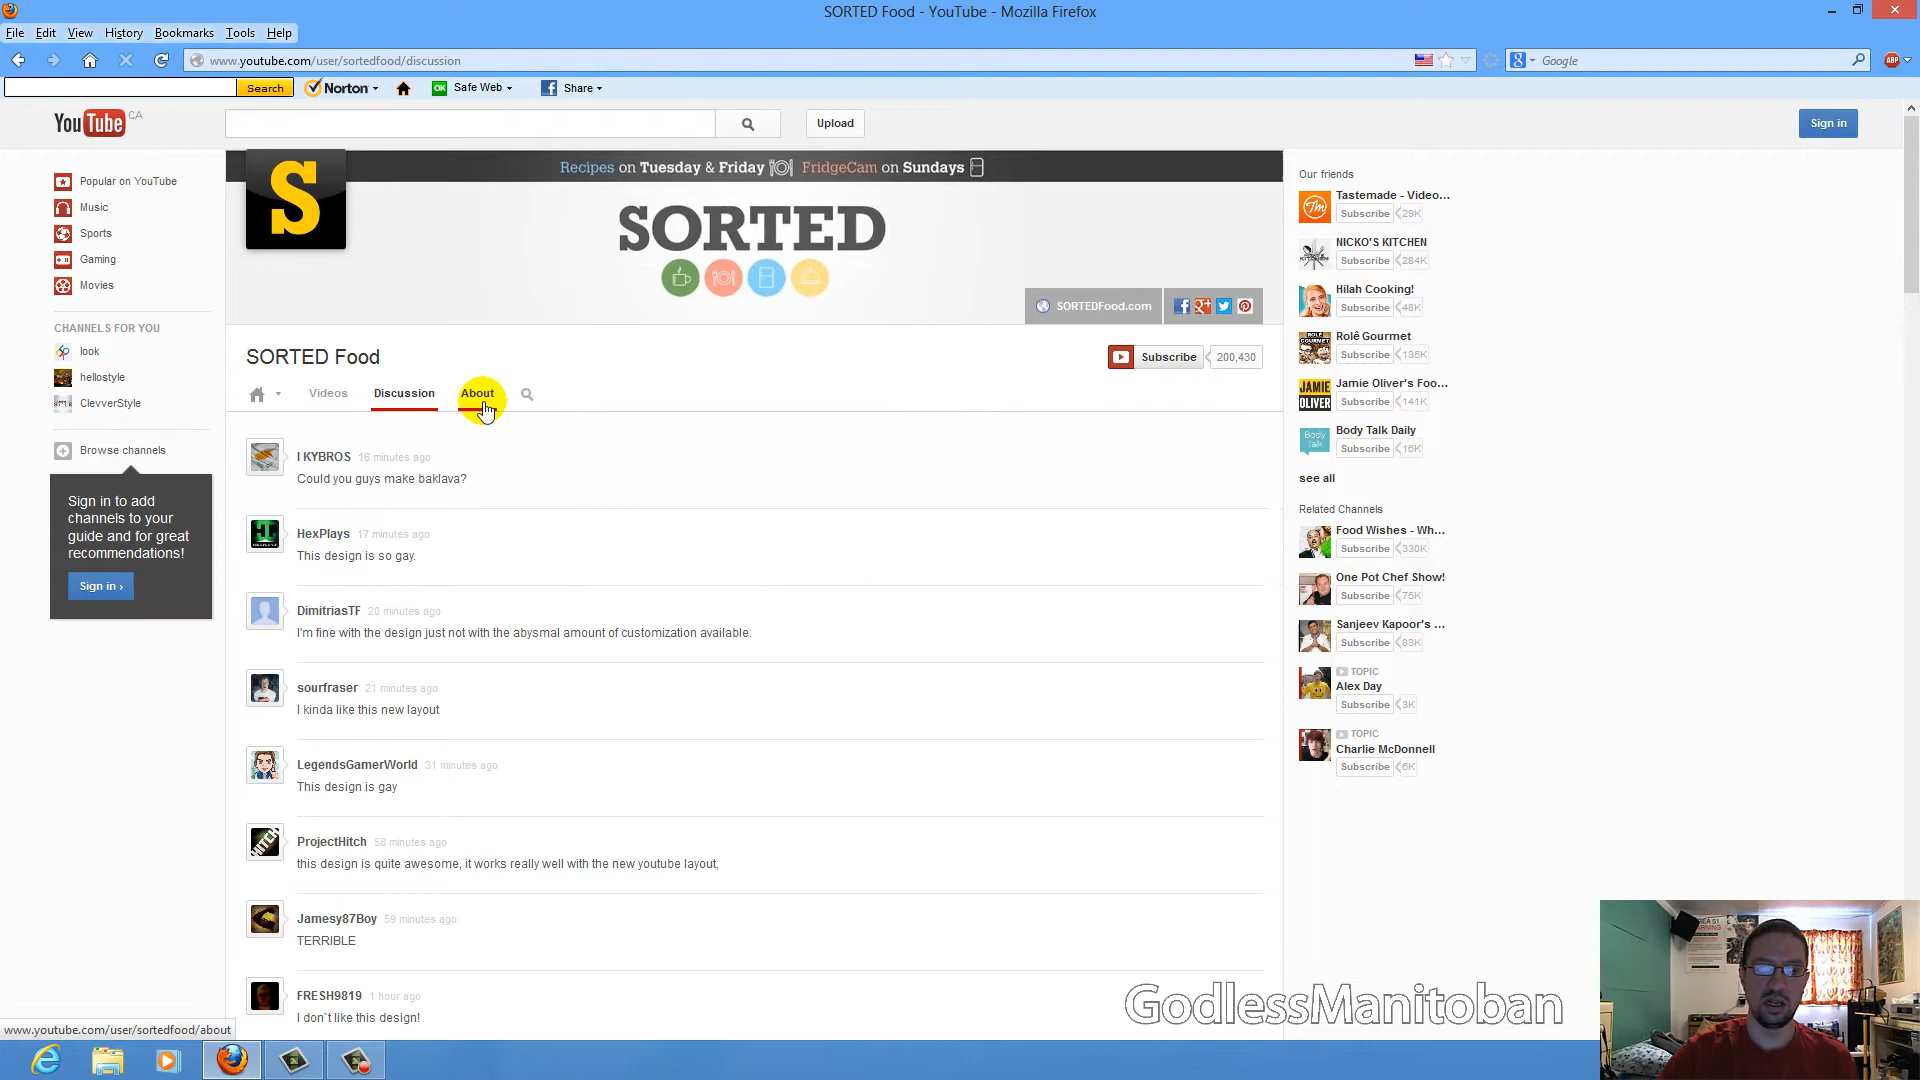 SORTED Food - YouTube - Mozilla Firefox
File Edit View History Bookmarks Tools Help
www.youtube.com/user/sortedfood/discussion
Google
ABP
Search
Norton
OK Safe Web
Share
YouTube CA
Upload
Sign in
Popular on YouTube
Music
Sports
Gaming
Movies
CHANNELS FOR YOU
look
hellostyle
ClevverStyle
Browse channels
Sign in to add
channels to your
guide and for great
recommendations!
Sign in ›
S
Recipes on Tuesday & Friday FridgeCam on Sundays
SORTED
SORTEDFood.com
SORTED Food
Subscribe 200,430
Videos Discussion About
I KYBROS 16 minutes ago
Could you guys make baklava?
HexPlays 17 minutes ago
This design is so gay.
DimitriasTF 20 minutes ago
I'm fine with the design just not with the abysmal amount of customization available.
sourfraser 21 minutes ago
I kinda like this new layout
LegendsGamerWorld 31 minutes ago
This design is gay
HITCH
ProjectHitch 58 minutes ago
this design is quite awesome, it works really well with the new youtube layout,
Jamesy87Boy 59 minutes ago
TERRIBLE
FRESH9819 1 hour ago
I don`t like this design!
Our friends
Tastemade - Video...
Subscribe 29K
NICKO'S KITCHEN
Subscribe 284K
Hilah Cooking!
Subscribe 48K
Rolê Gourmet
Subscribe 135K
JAMIE
OLIVER
Jamie Oliver's Foo...
Subscribe 141K
Body
Talk
Body Talk Daily
Subscribe 16K
see all
Related Channels
Food Wishes - Wh...
Subscribe 330K
One Pot Chef Show!
Subscribe 75K
Sanjeev Kapoor's ...
Subscribe 83K
TOPIC
Alex Day
Subscribe 3K
TOPIC
Charlie McDonnell
Subscribe 6K
GodlessManitoban
www.youtube.com/user/sortedfood/about